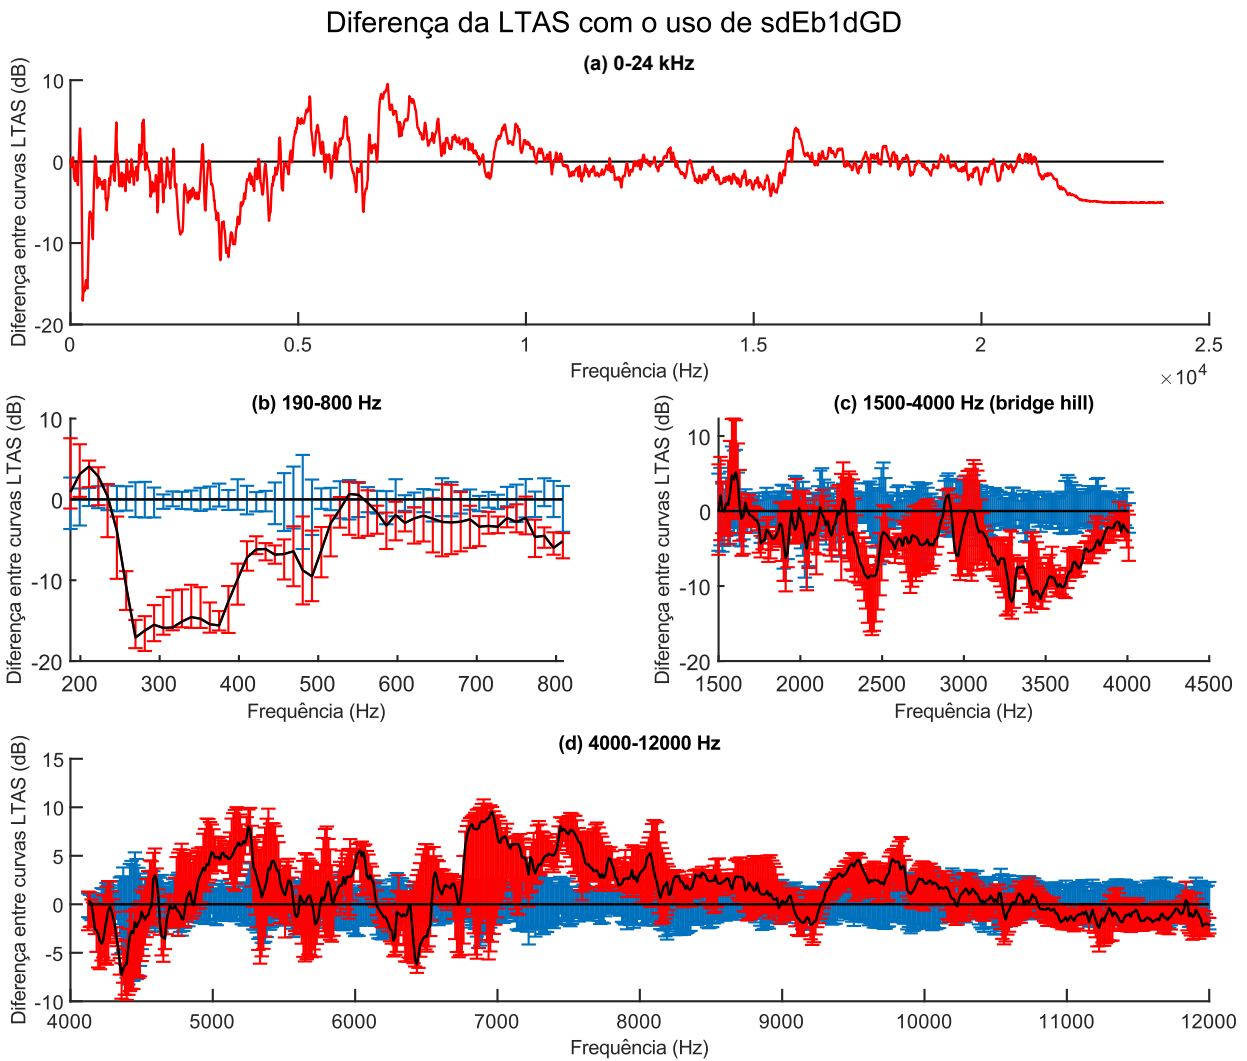 Diferença da LTAS com o uso de sdEb1dGD
(a) 0-24 kHz
Diferença entre curvas LTAS (dB)
10
0
-10
-20
0 0.5 1 1.5 2 2.5
Frequência (Hz)
×10⁴
(b) 190-800 Hz
Diferença entre curvas LTAS (dB)
10
0
-10
-20
200 300 400 500 600 700 800
Frequência (Hz)
(c) 1500-4000 Hz (bridge hill)
Diferença entre curvas LTAS (dB)
10
0
-10
-20
1500 2000 2500 3000 3500 4000 4500
Frequência (Hz)
(d) 4000-12000 Hz
Diferença entre curvas LTAS (dB)
15
10
5
0
-5
-10
4000 5000 6000 7000 8000 9000 10000 11000 12000
Frequência (Hz)